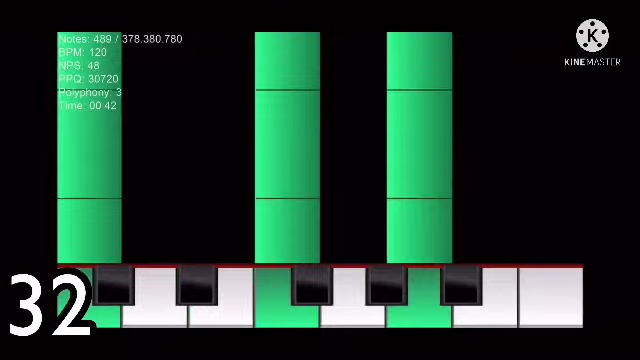 Notes: 489 / 378.380.780
BPM: 120
NPS: 48
PPQ: 30720
Polyphony: 3
Time: 00:42
K
KINEMASTER
32